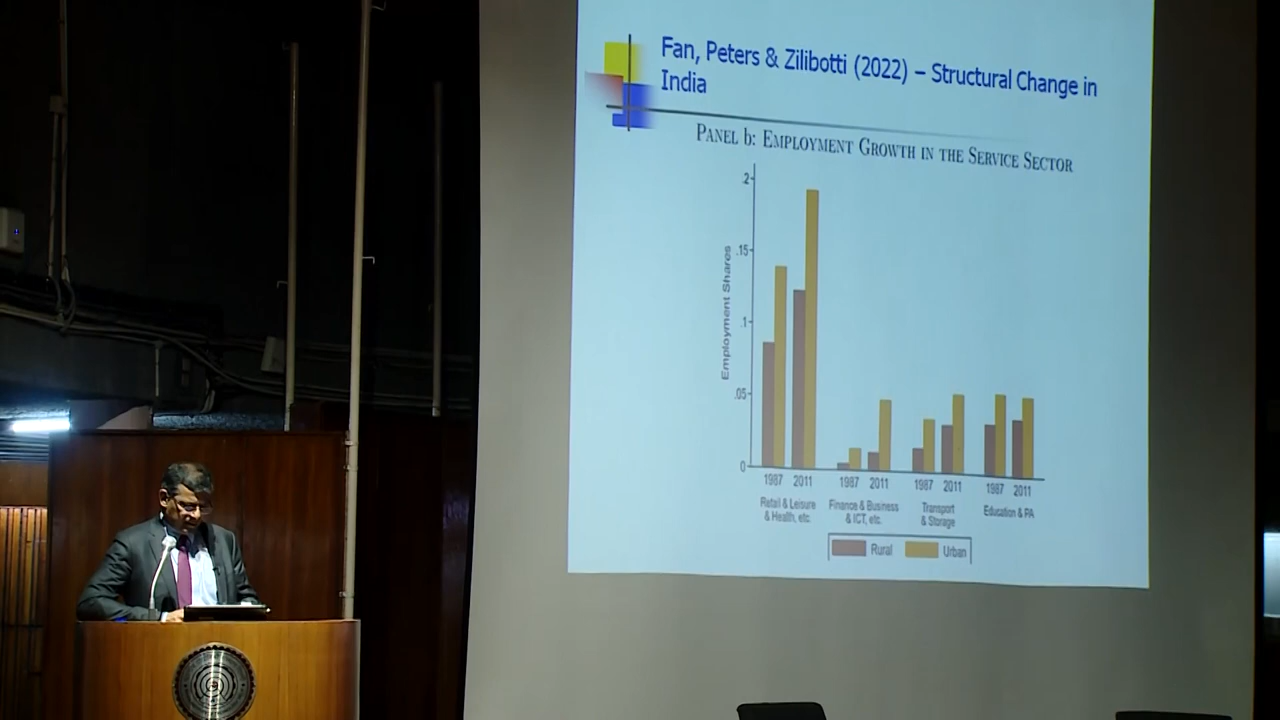 Fan, Peters & Zilibotti (2022) – Structural Change in
India
PANEL b: EMPLOYMENT GROWTH IN THE SERVICE SECTOR
Employment Shares
.2
.15
.1
.05
0
1987 2011 1987 2011 1987 2011 1987 2011
Retail & Leisure
& Health, etc.
Finance & Business
& ICT, etc.
Transport
& Storage
Education & PA
Rural Urban